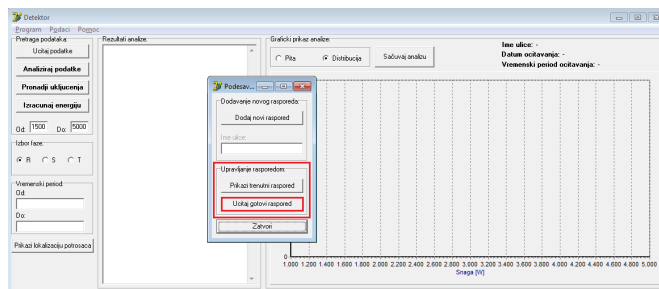 Detektor
Program Podaci Pomoc
Pretraga podataka:
Ucitaj podatke
Analiziraj podatke
Pronadji ukljucenja
Izracunaj energiju
Od: 1500 Do: 5000
Izbor faze:
R S T
Vremenski period:
Od:
Do:
Prikazi lokalizaciju potrosaca
Rezultati analize:
Graficki prikaz analize:
Pita Distribucija Sačuvaj analizu
Ime ulice: -
Datum ocitavanja: -
Vremenski period ocitavanja: -
Podesav...
Dodavanje novog rasporeda:
Dodaj novi raspored
Ime ulice:
Upravljanje rasporedom:
Prikazi trenutni raspored
Ucitaj gotovi raspored
Zatvori
0
1.000 1.200 1.400 1.600 1.800 2.000 2.200 2.400 2.600 2.800 3.000 3.200 3.400 3.600 3.800 4.000 4.200 4.400 4.600 4.800 5.000
Snaga [W]